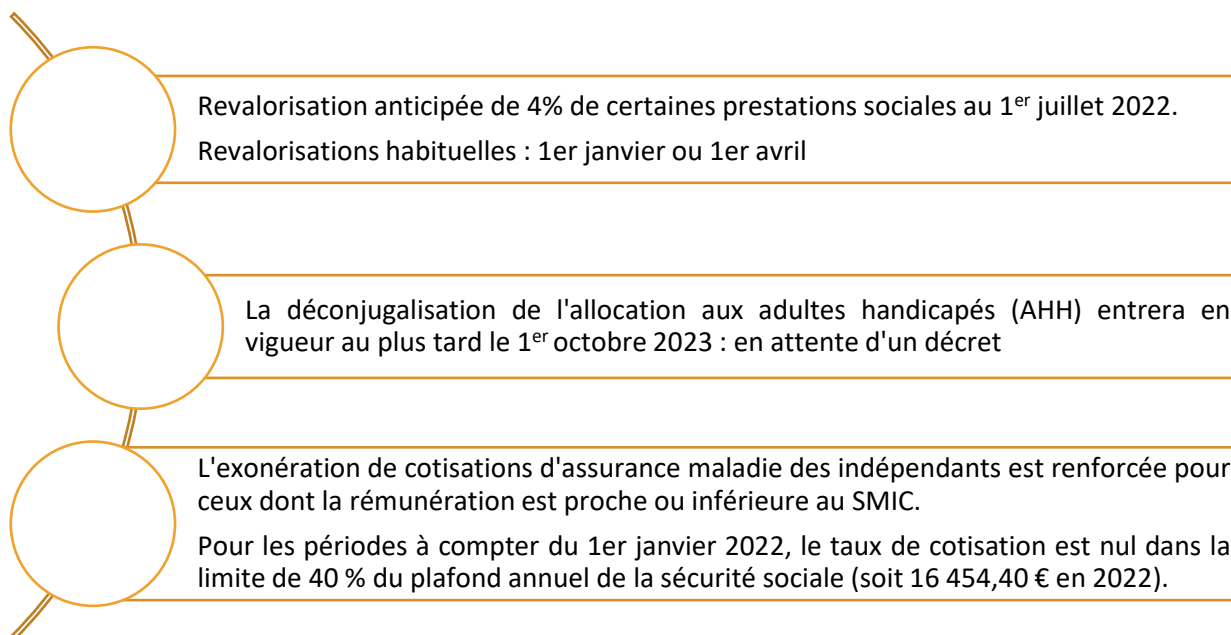 Revalorisation anticipée de 4% de certaines prestations sociales au 1er juillet 2022.
Revalorisations habituelles : 1er janvier ou 1er avril
La déconjugalisation de l'allocation aux adultes handicapés (AHH) entrera en
vigueur au plus tard le 1er octobre 2023 : en attente d'un décret
L'exonération de cotisations d'assurance maladie des indépendants est renforcée pour
ceux dont la rémunération est proche ou inférieure au SMIC.
Pour les périodes à compter du 1er janvier 2022, le taux de cotisation est nul dans la
limite de 40 % du plafond annuel de la sécurité sociale (soit 16 454,40 € en 2022).